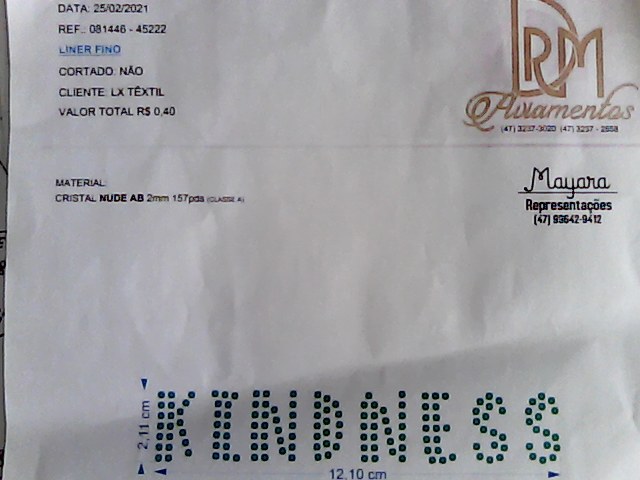 DATA: 25/02/2021
REF.: 081446 - 45222
LINER FINO
CORTADO: NÃO
CLIENTE: LX TÊXTIL
VALOR TOTAL R$ 0,40
DRM
Aviamentos
(47) 3237-3020 (47) 3237 - 2658
MATERIAL:
CRISTAL NUDE AB 2mm 157pds (CLASSE A)
Mayara
Representações
(47) 93642-9412
2,11 cm
KINDNESS
12,10 cm